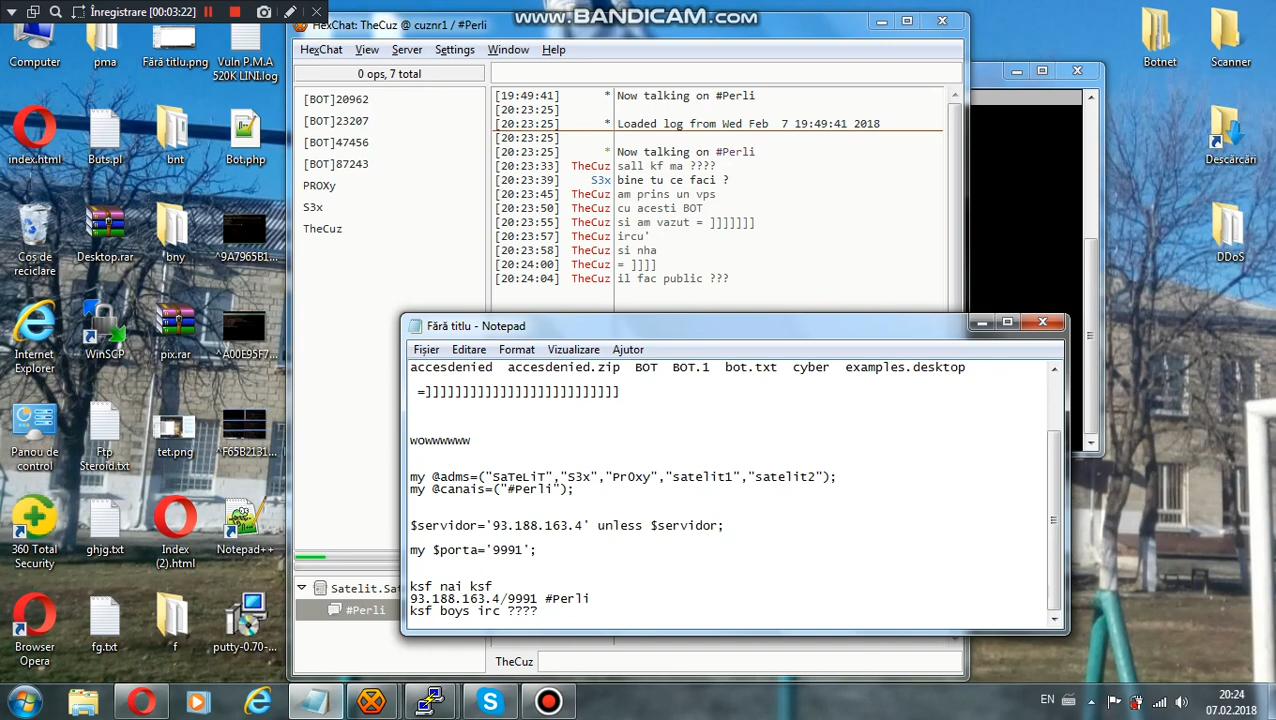 Înregistrare [00:03:22]
www.BANDICAM.com
HexChat: TheCuz @ cuznr1 / #Perli
HexChat View Server Settings Window Help
0 ops, 7 total
[BOT]20962
[BOT]23207
[BOT]47456
[BOT]87243
PROXy
S3x
TheCuz
[19:49:41] * Now talking on #Perli
[20:23:25]
[20:23:25] * Loaded log from Wed Feb 7 19:49:41 2018
[20:23:25]
[20:23:25] * Now talking on #Perli
[20:23:33] TheCuz sall kf ma ????
[20:23:39] S3x bine tu ce faci ?
[20:23:45] TheCuz am prins un vps
[20:23:50] TheCuz cu acesti BOT
[20:23:55] TheCuz si am vazut = ]]]]]]]
[20:23:57] TheCuz ircu'
[20:23:58] TheCuz si nha
[20:24:00] TheCuz = ]]]]
[20:24:04] TheCuz il fac public ???
Satelit.Sat
#Perli
TheCuz
Fără titlu - Notepad
Fişier Editare Format Vizualizare Ajutor
accesdenied accesdenied.zip BOT BOT.1 bot.txt cyber examples.desktop
=]]]]]]]]]]]]]]]]]]]]]]]]]]
wowwwwww
my @adms=("SaTeLiT","S3x","PrOxy","satelit1","satelit2");
my @canais=("#Perli");
$servidor='93.188.163.4' unless $servidor;
my $porta='9991';
ksf nai ksf
93.188.163.4/9991 #Perli
ksf boys irc ????
Computer
pma
Fără titlu.png
Vuln P.M.A 520K LINI.log
index.html
Buts.pl
bnt
Bot.php
Coş de reciclare
Desktop.rar
bny
^9A7965B1...
Internet Explorer
WinSCP
pix.rar
^A00E95F7...
Panou de control
Ftp Steroid.txt
tet.png
^F65B2131...
360 Total Security
ghjg.txt
Index (2).html
Notepad++
Browser Opera
fg.txt
f
putty-0.70-...
Botnet
Scanner
Descărcări
DDoS
EN
20:24
07.02.2018